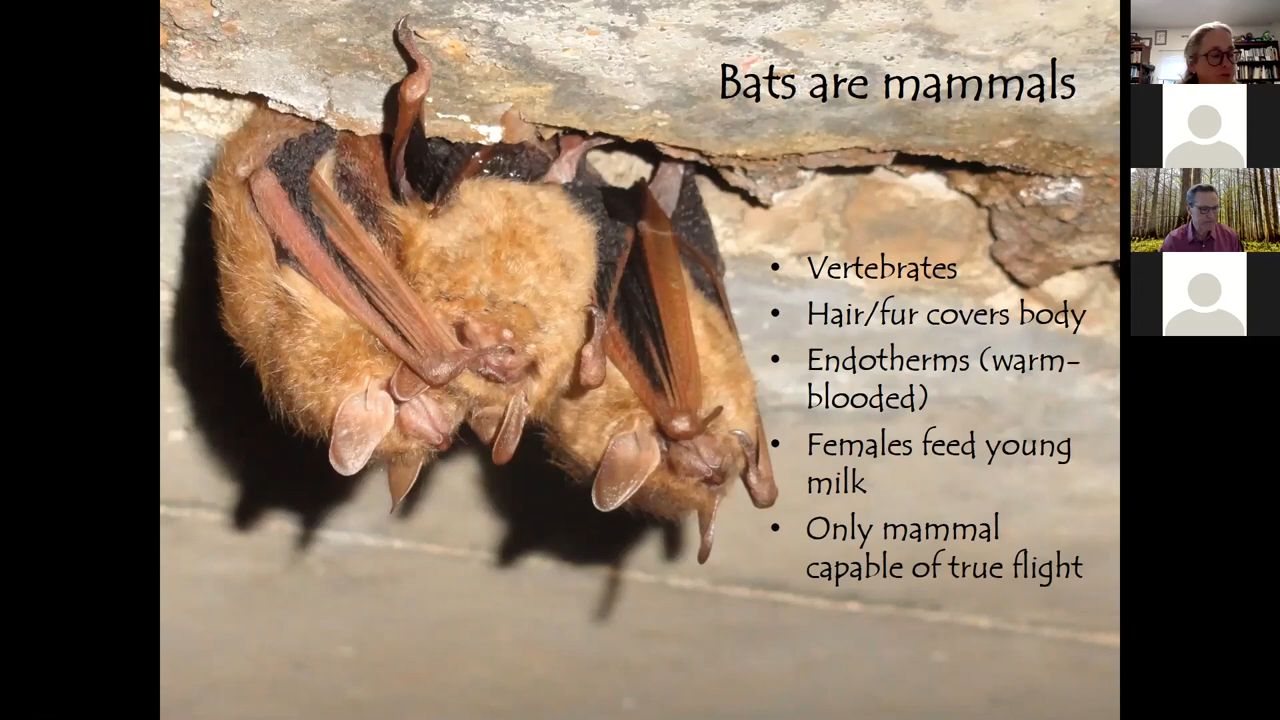 Bats are mammals
• Vertebrates
• Hair/fur covers body
• Endotherms (warm-
blooded)
• Females feed young
milk
• Only mammal
capable of true flight